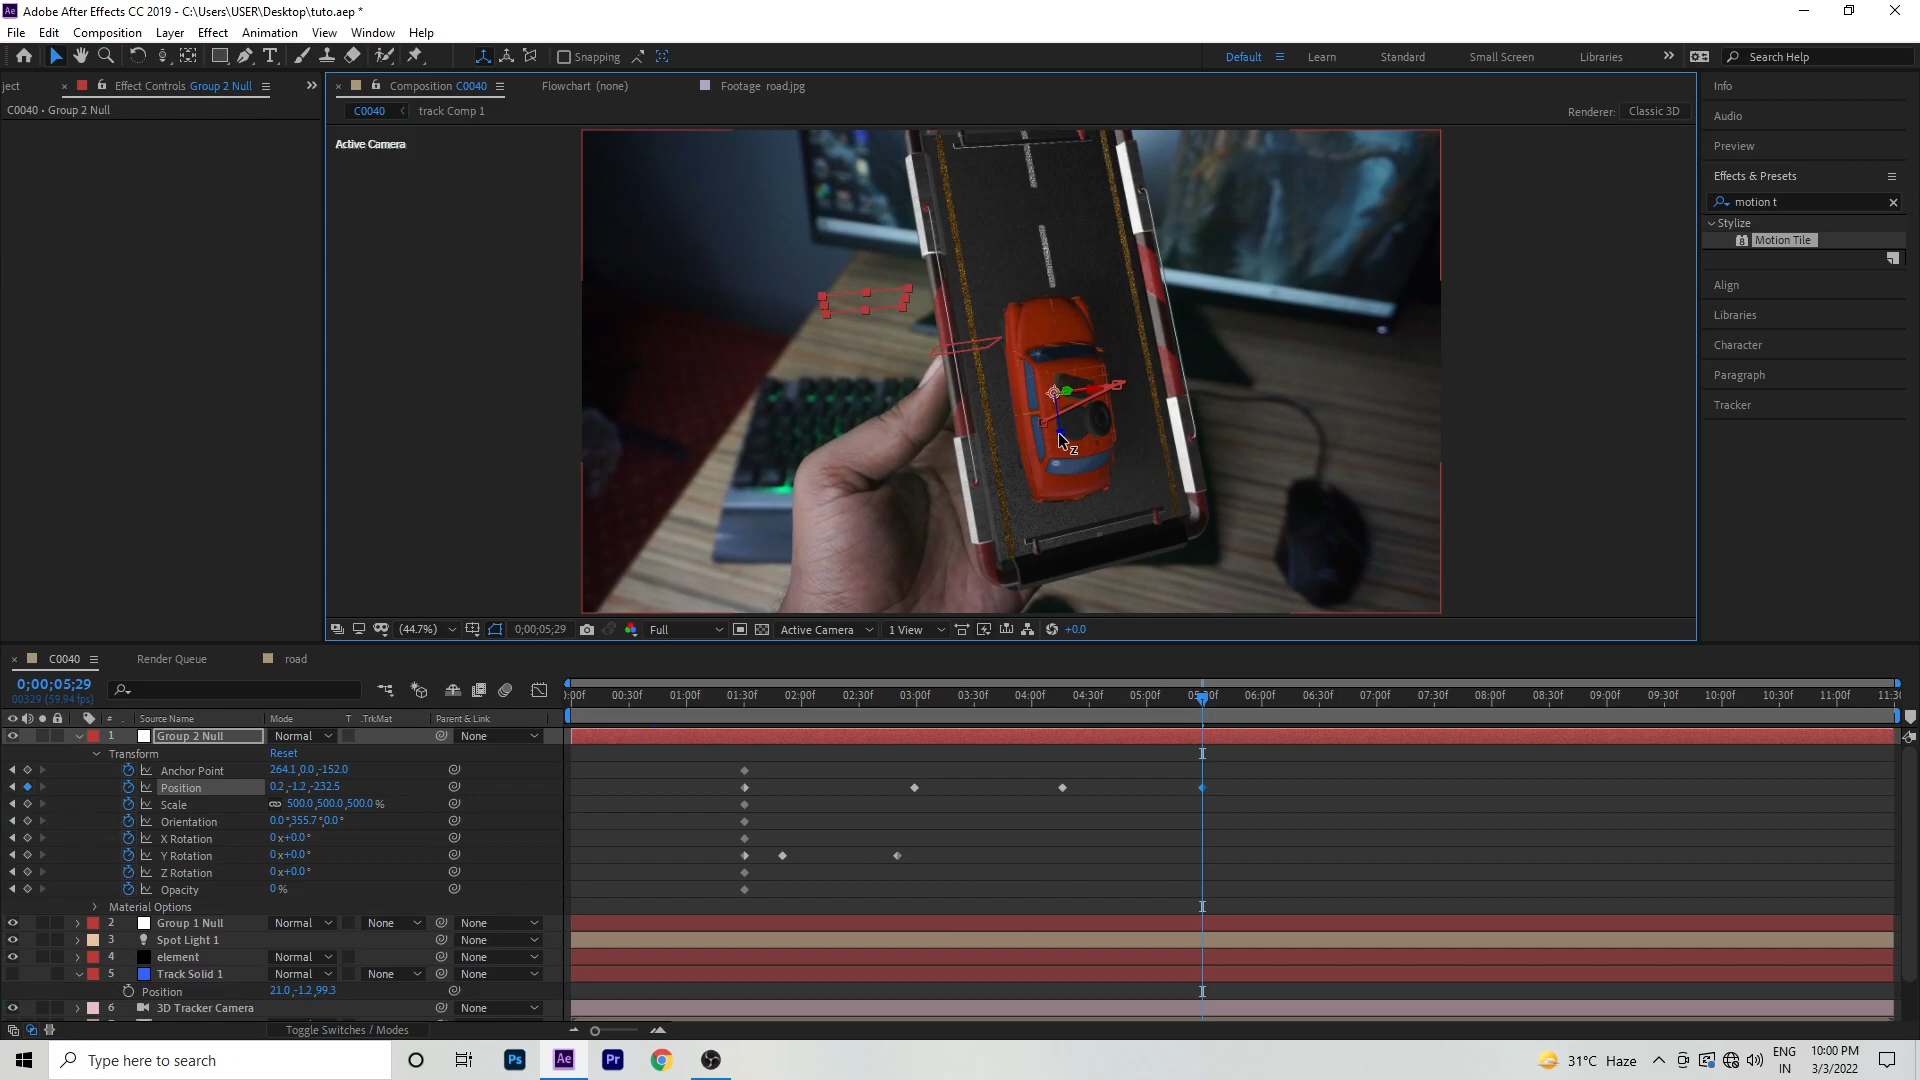 Adobe After Effects CC 2019 - C:\Users\USER\Desktop\tuto.aep *
File Edit Composition Layer Effect Animation View Window Help
Snapping Default Learn Standard Small Screen Libraries Search Help
ject Effect Controls Group 2 Null Composition C0040 Flowchart (none) Footage road.jpg Info
C0040 • Group 2 Null C0040 track Comp 1 Renderer: Classic 3D Audio
Active Camera
Preview
Effects & Presets
motion t
Stylize
Motion Tile
Align
Libraries
Character
Paragraph
Tracker
Z
(44.7%) 0;00;05;29 Full Active Camera 1 View +0.0
C0040 Render Queue road
0;00;05;29
00329 (59.94 fps)
:00f 00:30f 01:00f 01:30f 02:00f 02:30f 03:00f 03:30f 04:00f 04:30f 05:00f 05:30f 06:00f 06:30f 07:00f 07:30f 08:00f 08:30f 09:00f 09:30f 10:00f 10:30f 11:00f 11:30
# Source Name Mode T .TrkMat Parent & Link
1 Group 2 Null Normal None
Transform Reset
Anchor Point 264.1,0.0,-152.0
Position 0.2,-1.2,-232.5
Scale 500.0,500.0,500.0 %
Orientation 0.0°,355.7°,0.0°
X Rotation 0x+0.0°
Y Rotation 0x+0.0°
Z Rotation 0x+0.0°
Opacity 0 %
Material Options
2 Group 1 Null Normal None None
3 Spot Light 1 None
4 element Normal None
5 Track Solid 1 Normal None None
Position 21.0,-1.2,99.3
6 3D Tracker Camera None
Toggle Switches / Modes
Type here to search Ps Ae Pr 31°C Haze ENG IN 10:00 PM 3/3/2022